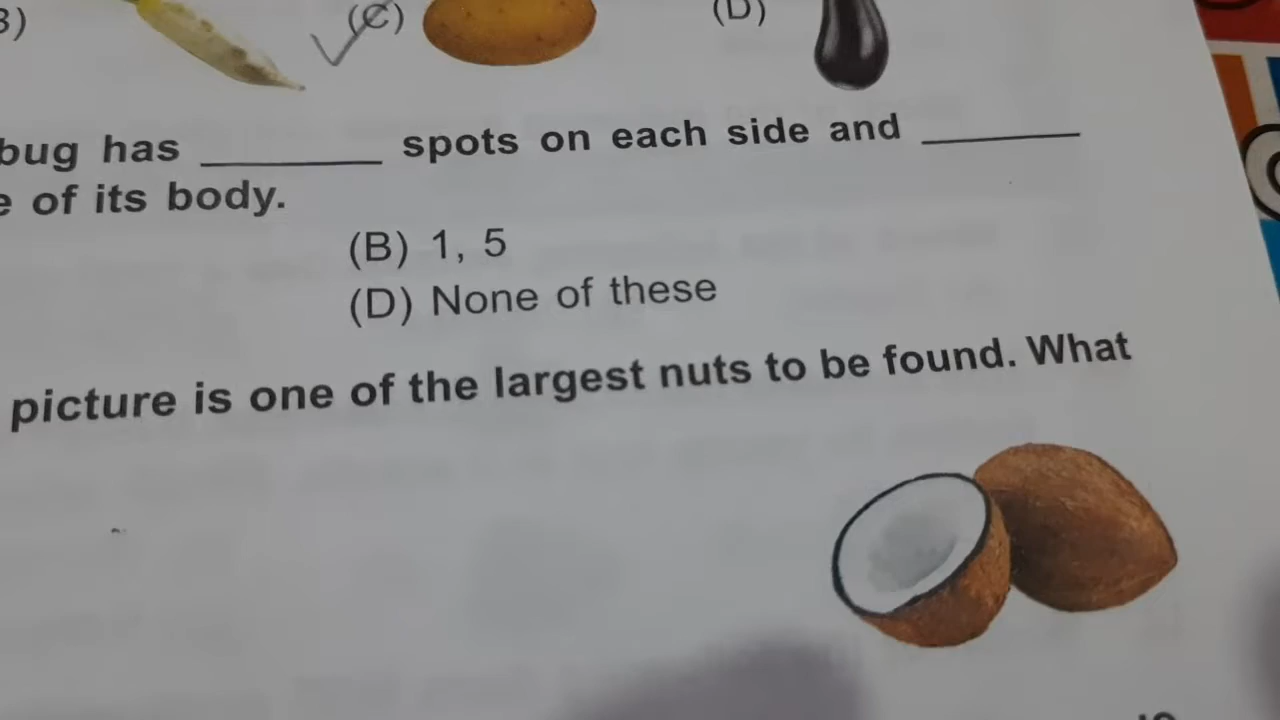 (C) (D)
bug has ________ spots on each side and ________
of its body.
(B) 1, 5
(D) None of these
picture is one of the largest nuts to be found. What